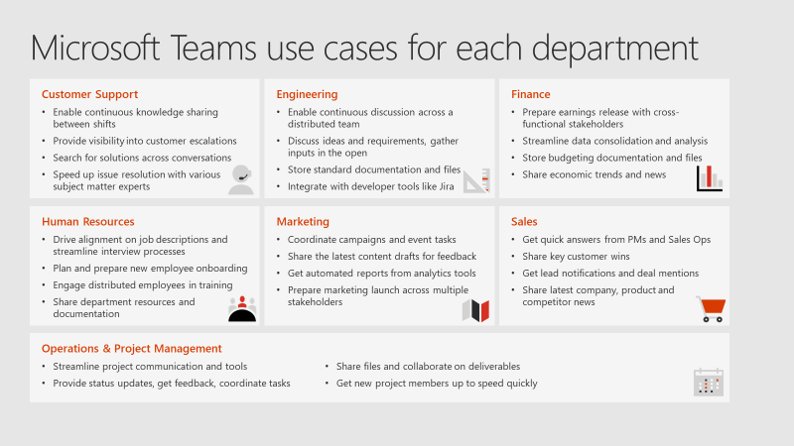 Microsoft Teams use cases for each department
Customer Support
• Enable continuous knowledge sharing
between shifts
• Provide visibility into customer escalations
• Search for solutions across conversations
• Speed up issue resolution with various
subject matter experts
Engineering
• Enable continuous discussion across a
distributed team
• Discuss ideas and requirements, gather
inputs in the open
• Store standard documentation and files
• Integrate with developer tools like Jira
Finance
• Prepare earnings release with cross-
functional stakeholders
• Streamline data consolidation and analysis
• Store budgeting documentation and files
• Share economic trends and news
Human Resources
• Drive alignment on job descriptions and
streamline interview processes
• Plan and prepare new employee onboarding
• Engage distributed employees in training
• Share department resources and
documentation
Marketing
• Coordinate campaigns and event tasks
• Share the latest content drafts for feedback
• Get automated reports from analytics tools
• Prepare marketing launch across multiple
stakeholders
Sales
• Get quick answers from PMs and Sales Ops
• Share key customer wins
• Get lead notifications and deal mentions
• Share latest company, product and
competitor news
Operations & Project Management
• Streamline project communication and tools
• Provide status updates, get feedback, coordinate tasks
• Share files and collaborate on deliverables
• Get new project members up to speed quickly